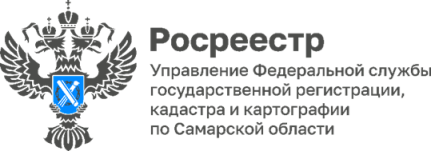 Росреестр
Управление Федеральной службы
государственной регистрации,
кадастра и картографии
по Самарской области